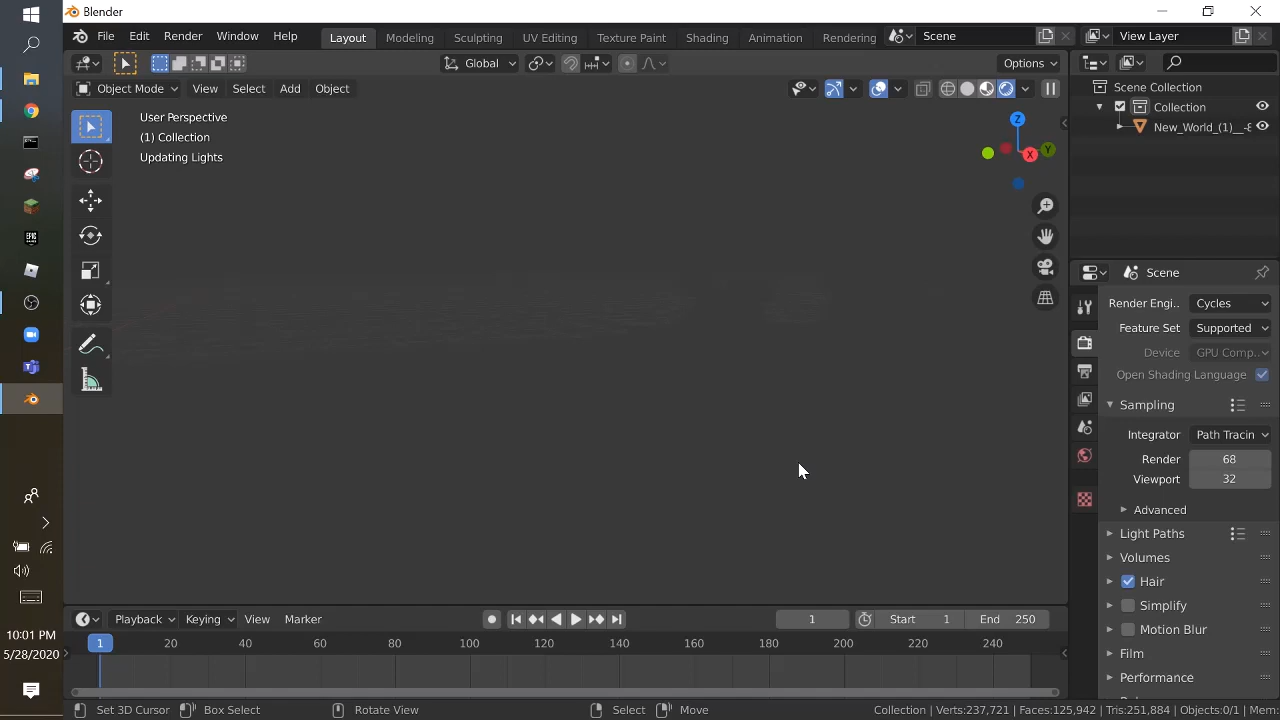 Blender
File Edit Render Window Help Layout Modeling Sculpting UV Editing Texture Paint Shading Animation Rendering Scene View Layer
Global Options
Object Mode View Select Add Object
Scene Collection
Collection
New_World_(1)__-E
User Perspective
(1) Collection
Updating Lights
Z
X Y
EPIC GAMES
Scene
Render Engi.. Cycles
Feature Set Supported
Device GPU Comp..
Open Shading Language
Sampling
Integrator Path Tracin
Render 68
Viewport 32
Advanced
Light Paths
Volumes
Hair
Simplify
Motion Blur
Film
Performance
Playback Keying View Marker 1 Start 1 End 250
1 20 40 60 80 100 120 140 160 180 200 220 240
10:01 PM
5/28/2020
Set 3D Cursor Box Select Rotate View Select Move Collection | Verts:237,721 | Faces:125,942 | Tris:251,884 | Objects:0/1 | Mem: